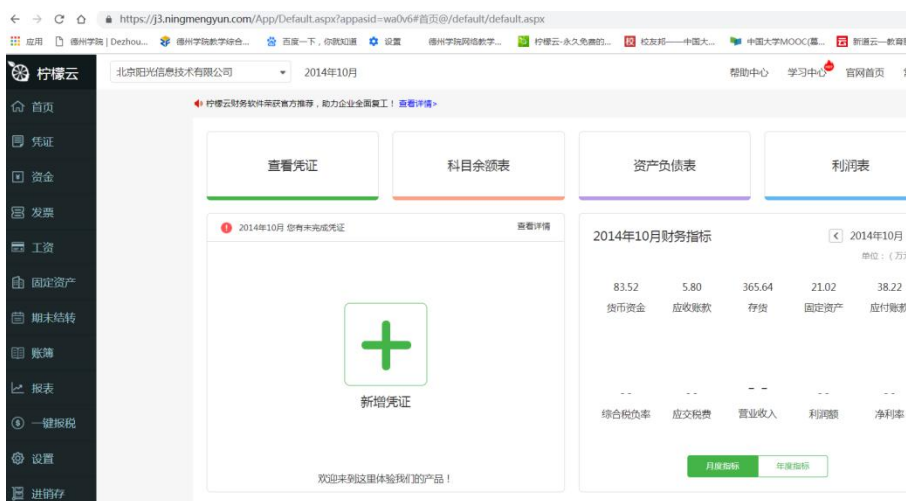 https://j3.ningmengyun.com/App/Default.aspx?appasid=wa0v6#首页@/default/default.aspx
应用 德州学院 | Dezhou... 德州学院教学综合... 百度一下，你就知道 设置 德州学院网络教学... 柠檬云-永久免费的... 校友邦——中国大... 中国大学MOOC(慕... 新道云—教育
柠檬云 北京阳光信息技术有限公司 2014年10月 帮助中心 学习中心 官网首页
首页
柠檬云财务软件荣获官方推荐，助力企业全面复工！ 查看详情>
凭证
资金
发票
工资
固定资产
期末结转
账簿
报表
一键报税
设置
进销存
查看凭证 科目余额表 资产负债表 利润表
2014年10月 您有未完成凭证 查看详情
新增凭证
欢迎来到这里体验我们的产品！
2014年10月财务指标 < 2014年10月
单位：（万元
83.52 5.80 365.64 21.02 38.22
货币资金 应收账款 存货 固定资产 应付账款
-- -- -- -- --
综合税负率 应交税费 营业收入 利润额 净利率
月度指标 年度指标